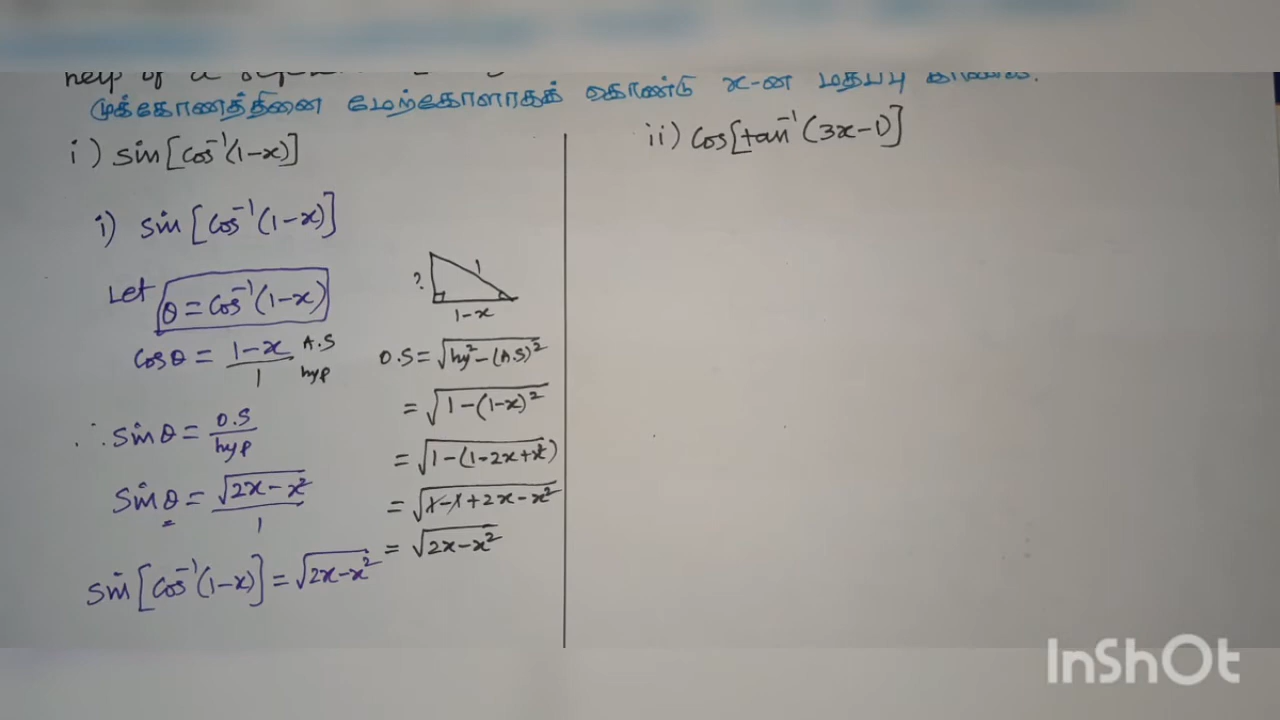 help of a
முக்கோணத்தினை மேற்கோளாகக் கொண்டு x-ன மதிப்பு
i) sin[cos⁻¹(1-x)]
i) sin[cos⁻¹(1-x)]
Let θ = cos⁻¹(1-x)
cosθ = (1-x)/1 A.S hyp
∴ sinθ = O.S/hyp
sinθ = √(2x-x²)/1
sin[cos⁻¹(1-x)] = √(2x-x²)
? 1
1-x
O.S = √(hy² - (A.S)²)
= √(1-(1-x)²)
= √(1-(1-2x+x²)
= √(1-1+2x-x²)
= √(2x-x²)
ii) cos[tan⁻¹(3x-1)]
InShOt